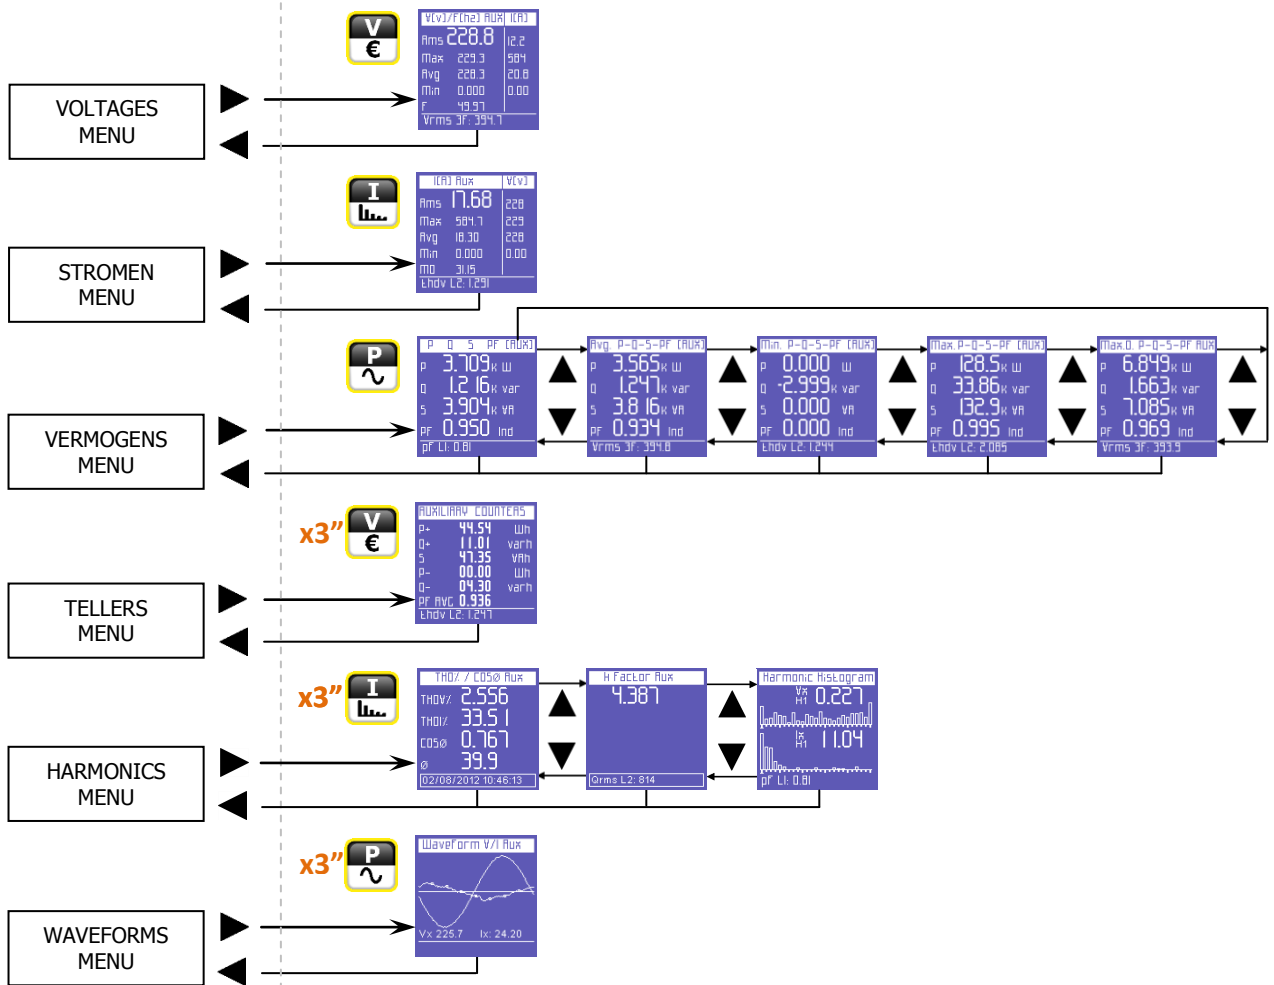 V[v]/F[hz] AUX I[A]
V
€
Rms 228.8 12.2
Max 229.3 584
Avg 228.3 20.8
Min 0.000 0.00
F 49.97
Vrms 3F: 394.7
VOLTAGES
MENU
I[A] Aux V[v]
I
Rms 17.68 228
Max 584.7 229
Avg 18.30 228
Min 0.000 0.00
MD 31.15
thdv L2: 1.291
STROMEN
MENU
P
P Q S PF [AUX]
P 3.709 K W
Q 1.216 K var
S 3.904 K VA
PF 0.950 Ind
pF L1: 0.81
Avg. P-Q-S-PF [AUX]
P 3.565 K W
Q 1.247 K var
S 3.816 K VA
PF 0.934 Ind
Vrms 3F: 394.8
Min. P-Q-S-PF [AUX]
P 0.000 W
Q -2.999 K var
S 0.000 VA
PF 0.000 Ind
thdv L2: 1.244
Max.P-Q-S-PF [AUX]
P 128.5 K W
Q 33.86 K var
S 132.9 K VA
PF 0.995 Ind
thdv L2: 2.085
Max.D. P-Q-S-PF AUX
P 6.849 K W
Q 1.663 K var
S 7.085 K VA
PF 0.969 Ind
Vrms 3F: 393.9
VERMOGENS
MENU
x3”
V
€
AUXILIARY COUNTERS
P+ 44.54 Wh
Q+ 11.01 varh
S 47.35 VAh
P- 00.00 Wh
Q- 04.30 varh
PF AVG 0.936
thdv L2: 1.247
TELLERS
MENU
x3”
I
THD% / COSØ Aux
THDV% 2.556
THDI% 33.51
COSØ 0.767
Ø 39.9
02/08/2012 10:46:13
K Factor Aux
4.387
Qrms L2: 814
Harmonic Histogram
Vx
H1 0.227
Ix
H1 11.04
pF L1: 0.81
HARMONICS
MENU
x3”
P
Waveform V/I Aux
Vx 225.7 Ix: 24.20
WAVEFORMS
MENU